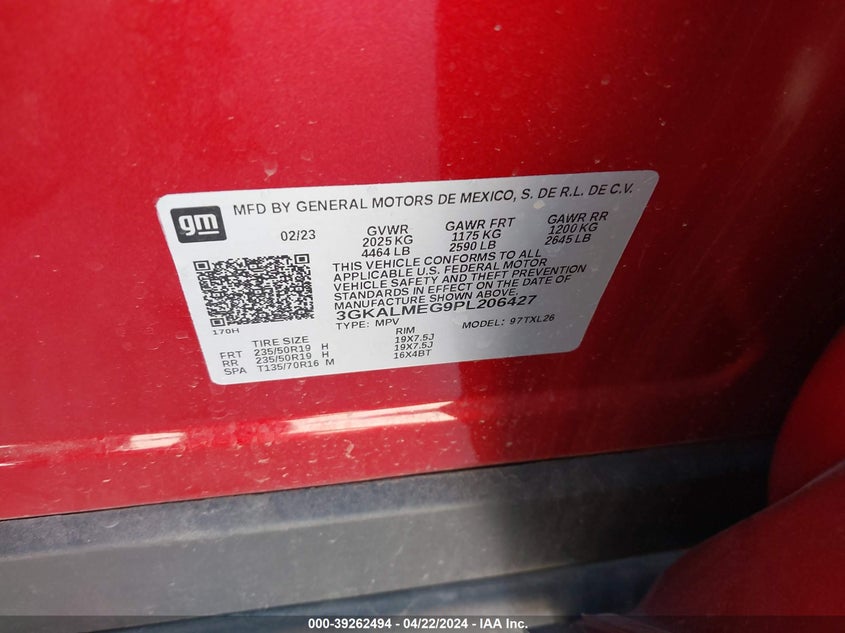 gm
MFD BY GENERAL MOTORS DE MEXICO, S. DE R.L. DE C.V.
02/23 GVWR GAWR FRT GAWR RR
2025 KG 1175 KG 1200 KG
4464 LB 2590 LB 2645 LB
THIS VEHICLE CONFORMS TO ALL
APPLICABLE U.S. FEDERAL MOTOR
VEHICLE SAFETY AND THEFT PREVENTION
STANDARDS IN EFFECT ON THE DATE OF
MANUFACTURE SHOWN ABOVE.
3GKALMEG9PL206427
170H
TYPE: MPV MODEL: 97TXL26
TIRE SIZE RIM
FRT 235/50R19 H 19X7.5J
RR 235/50R19 H 19X7.5J
SPA T135/70R16 M 16X4BT
000-39262494 - 04/22/2024 - IAA Inc.